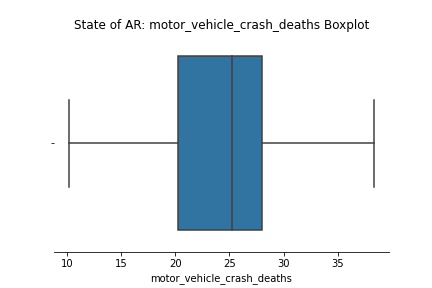 State of AR: motor_vehicle_crash_deaths Boxplot
-
10 15 20 25 30 35
motor_vehicle_crash_deaths